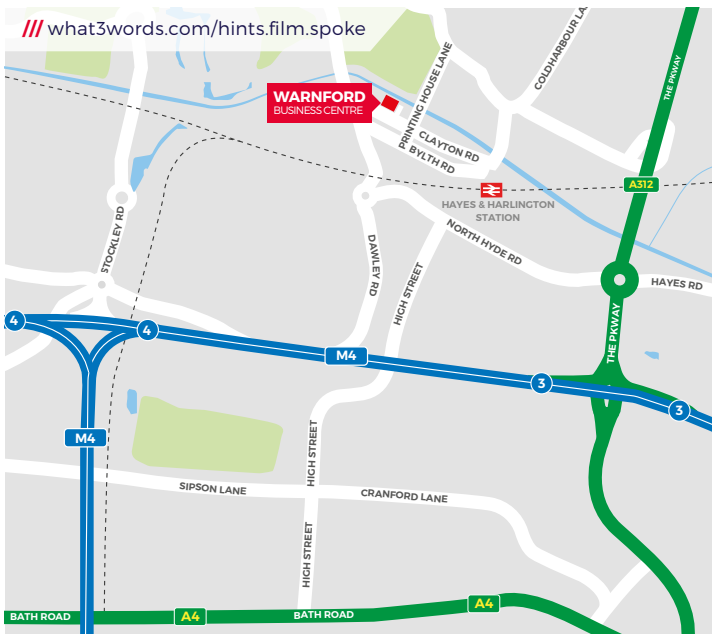 /// what3words.com/hints.film.spoke
THE PKWAY
COLDHARBOUR LA
PRINTING HOUSE LANE
WARNFORD
BUSINESS CENTRE
CLAYTON RD
BYLTH RD
A312
HAYES & HARLINGTON
STATION
STOCKLEY RD
NORTH HYDE RD
DAWLEY RD
HIGH STREET
HAYES RD
THE PKWAY
4
4
M4
3
3
M4
HIGH STREET
SIPSON LANE
CRANFORD LANE
HIGH STREET
A4
BATH ROAD
A4
BATH ROAD